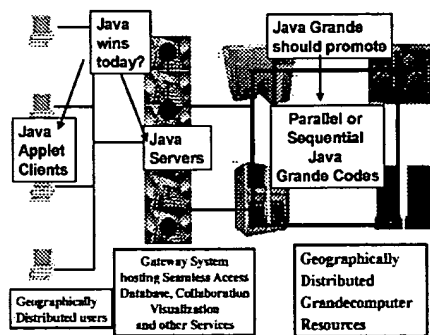 Java
wins
today?
Java Grande
should promote
Java
Applet
Clients
Java
Servers
Parallel or
Sequential
Java
Grande Codes
Geographically
Distributed users
Gateway System
hosting Seamless Access
Database, Collaboration
Visualization
and other Services
Geographically
Distributed
Grandecomputer
Resources